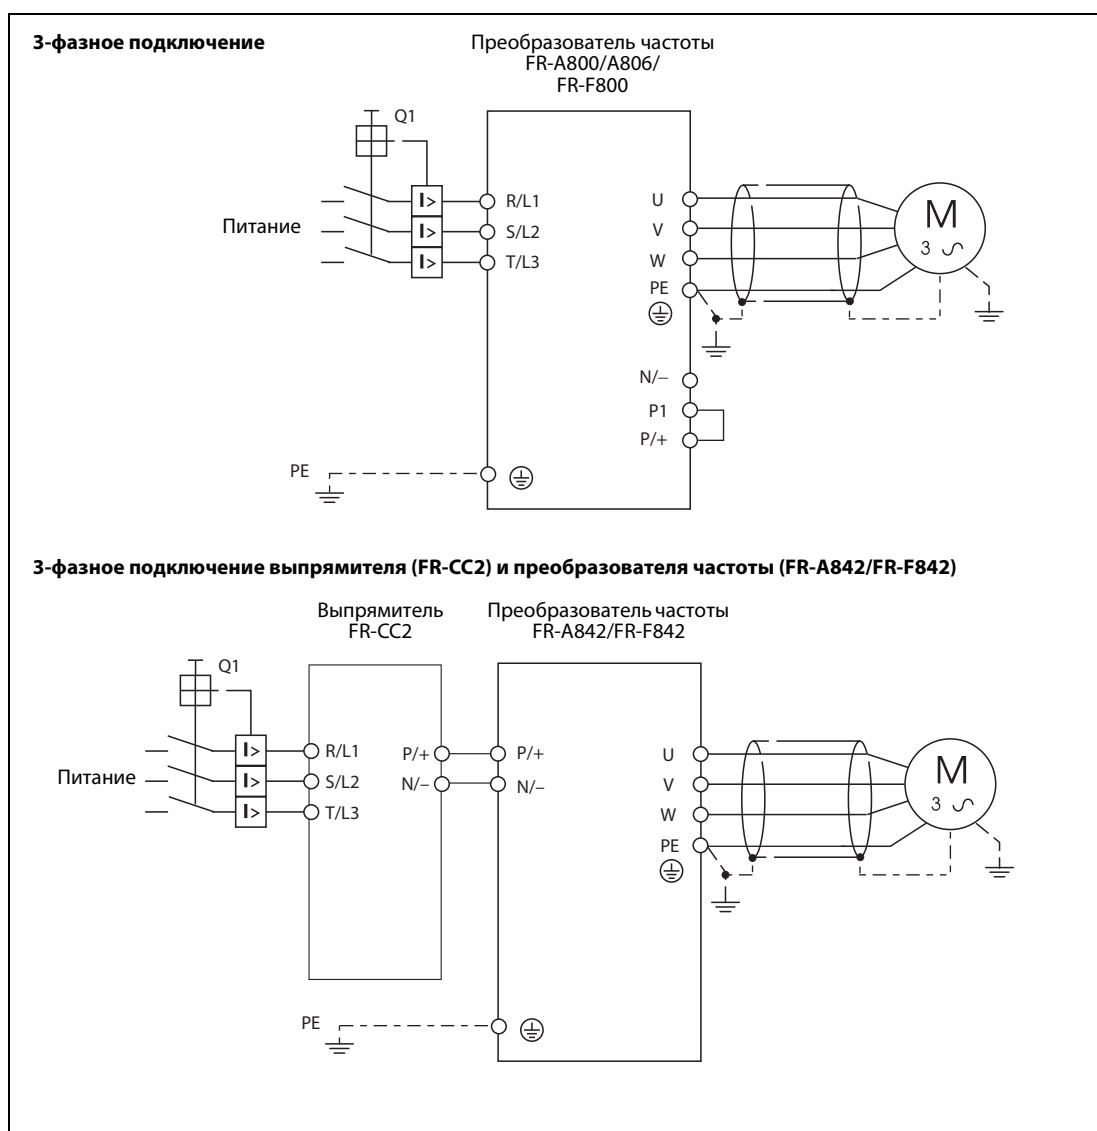 3-фазное подключение
Преобразователь частоты
FR-A800/A806/
FR-F800
Q1
Питание
I>
I>
I>
R/L1
S/L2
T/L3
U
V
W
PE
M
3
N/−
P1
P/+
PE
3-фазное подключение выпрямителя (FR-CC2) и преобразователя частоты (FR-A842/FR-F842)
Выпрямитель
FR-CC2
Преобразователь частоты
FR-A842/FR-F842
Q1
Питание
I>
I>
I>
R/L1
S/L2
T/L3
P/+
N/−
P/+
N/−
U
V
W
PE
M
3
PE